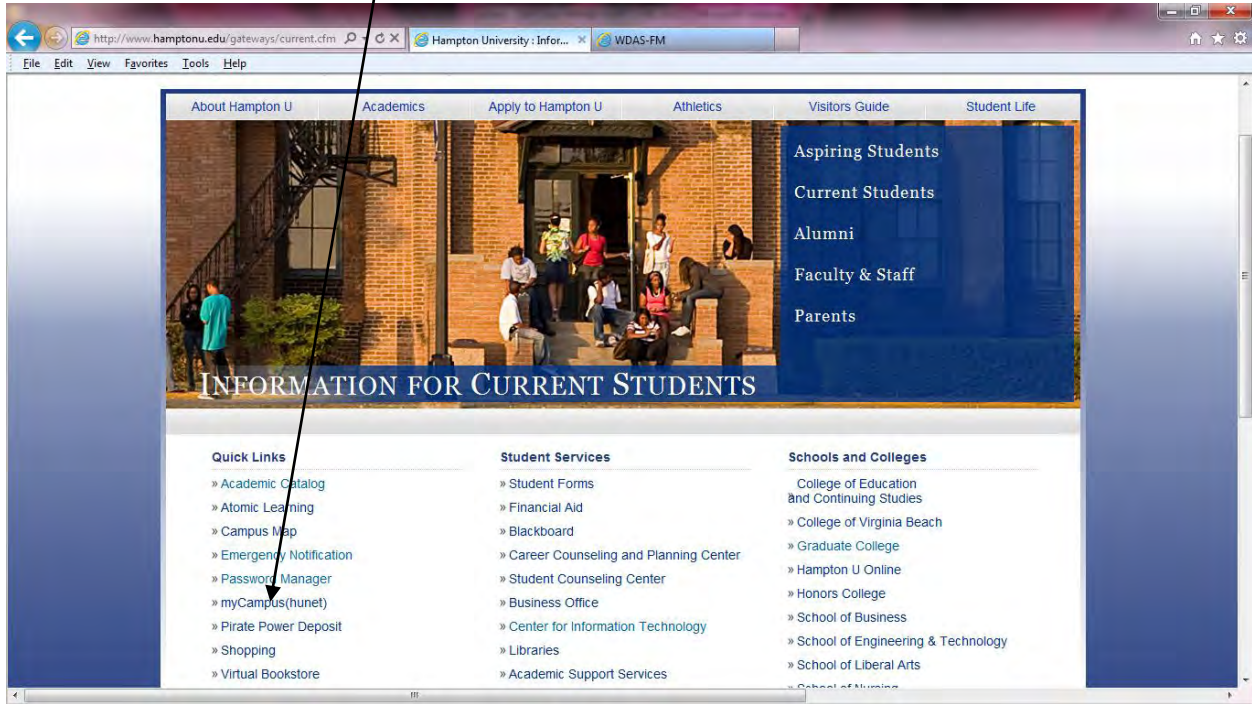 http://www.hamptonu.edu/gateways/current.cfm
Hampton University : Infor...
WDAS-FM
File Edit View Favorites Tools Help
About Hampton U Academics Apply to Hampton U Athletics Visitors Guide Student Life
Aspiring Students
Current Students
Alumni
Faculty & Staff
Parents
INFORMATION FOR CURRENT STUDENTS
Quick Links
» Academic Catalog
» Atomic Learning
» Campus Map
» Emergency Notification
» Password Manager
» myCampus(hunet)
» Pirate Power Deposit
» Shopping
» Virtual Bookstore
Student Services
» Student Forms
» Financial Aid
» Blackboard
» Career Counseling and Planning Center
» Student Counseling Center
» Business Office
» Center for Information Technology
» Libraries
» Academic Support Services
Schools and Colleges
College of Education
» and Continuing Studies
» College of Virginia Beach
» Graduate College
» Hampton U Online
» Honors College
» School of Business
» School of Engineering & Technology
» School of Liberal Arts
» School of Nursing